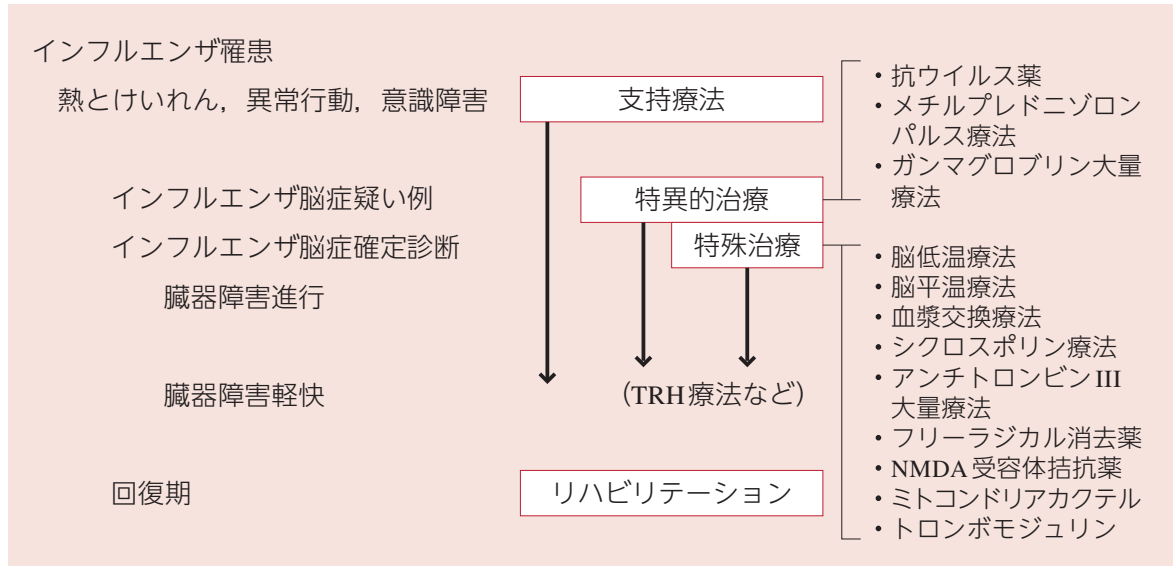 インフルエンザ罹患
熱とけいれん，異常行動，意識障害
支持療法
・抗ウイルス薬
・メチルプレドニゾロン
パルス療法
・ガンマグロブリン大量
療法
インフルエンザ脳症疑い例
特異的治療
インフルエンザ脳症確定診断
特殊治療
臓器障害進行
・脳低温療法
・脳平温療法
・血漿交換療法
・シクロスポリン療法
・アンチトロンビンIII
大量療法
・フリーラジカル消去薬
・NMDA受容体拮抗薬
・ミトコンドリアカクテル
・トロンボモジュリン
臓器障害軽快
（TRH療法など）
回復期
リハビリテーション